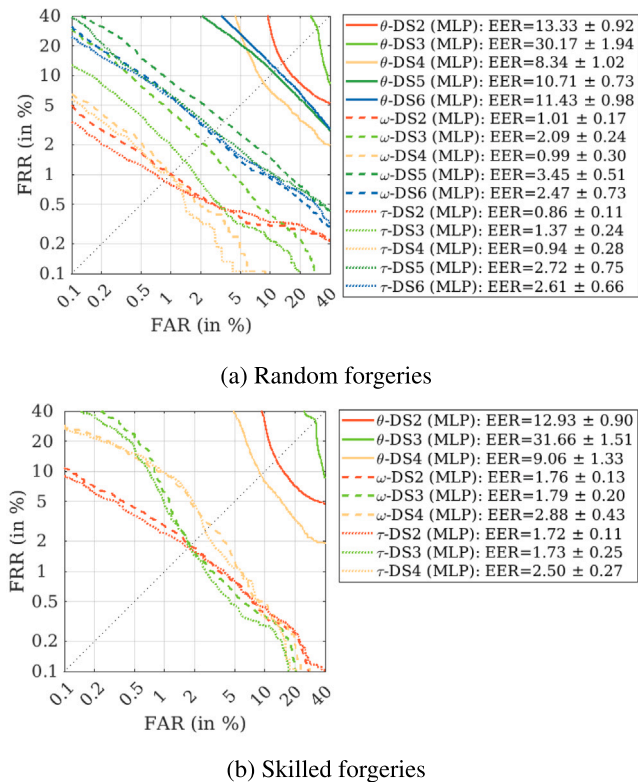 40
20
10
5
2
1
0.5
0.2
0.1
FRR (in %)
0.1
0.2
0.5
1
2
5
10
20
40
FAR (in %)
θ-DS2 (MLP): EER=13.33 ± 0.92
θ-DS3 (MLP): EER=30.17 ± 1.94
θ-DS4 (MLP): EER=8.34 ± 1.02
θ-DS5 (MLP): EER=10.71 ± 0.73
θ-DS6 (MLP): EER=11.43 ± 0.98
ω-DS2 (MLP): EER=1.01 ± 0.17
ω-DS3 (MLP): EER=2.09 ± 0.24
ω-DS4 (MLP): EER=0.99 ± 0.30
ω-DS5 (MLP): EER=3.45 ± 0.51
ω-DS6 (MLP): EER=2.47 ± 0.73
τ-DS2 (MLP): EER=0.86 ± 0.11
τ-DS3 (MLP): EER=1.37 ± 0.24
τ-DS4 (MLP): EER=0.94 ± 0.28
τ-DS5 (MLP): EER=2.72 ± 0.75
τ-DS6 (MLP): EER=2.61 ± 0.66
(a) Random forgeries
40
20
10
5
2
1
0.5
0.2
0.1
FRR (in %)
0.1
0.2
0.5
1
2
5
10
20
40
FAR (in %)
θ-DS2 (MLP): EER=12.93 ± 0.90
θ-DS3 (MLP): EER=31.66 ± 1.51
θ-DS4 (MLP): EER=9.06 ± 1.33
ω-DS2 (MLP): EER=1.76 ± 0.13
ω-DS3 (MLP): EER=1.79 ± 0.20
ω-DS4 (MLP): EER=2.88 ± 0.43
τ-DS2 (MLP): EER=1.72 ± 0.11
τ-DS3 (MLP): EER=1.73 ± 0.25
τ-DS4 (MLP): EER=2.50 ± 0.27
(b) Skilled forgeries